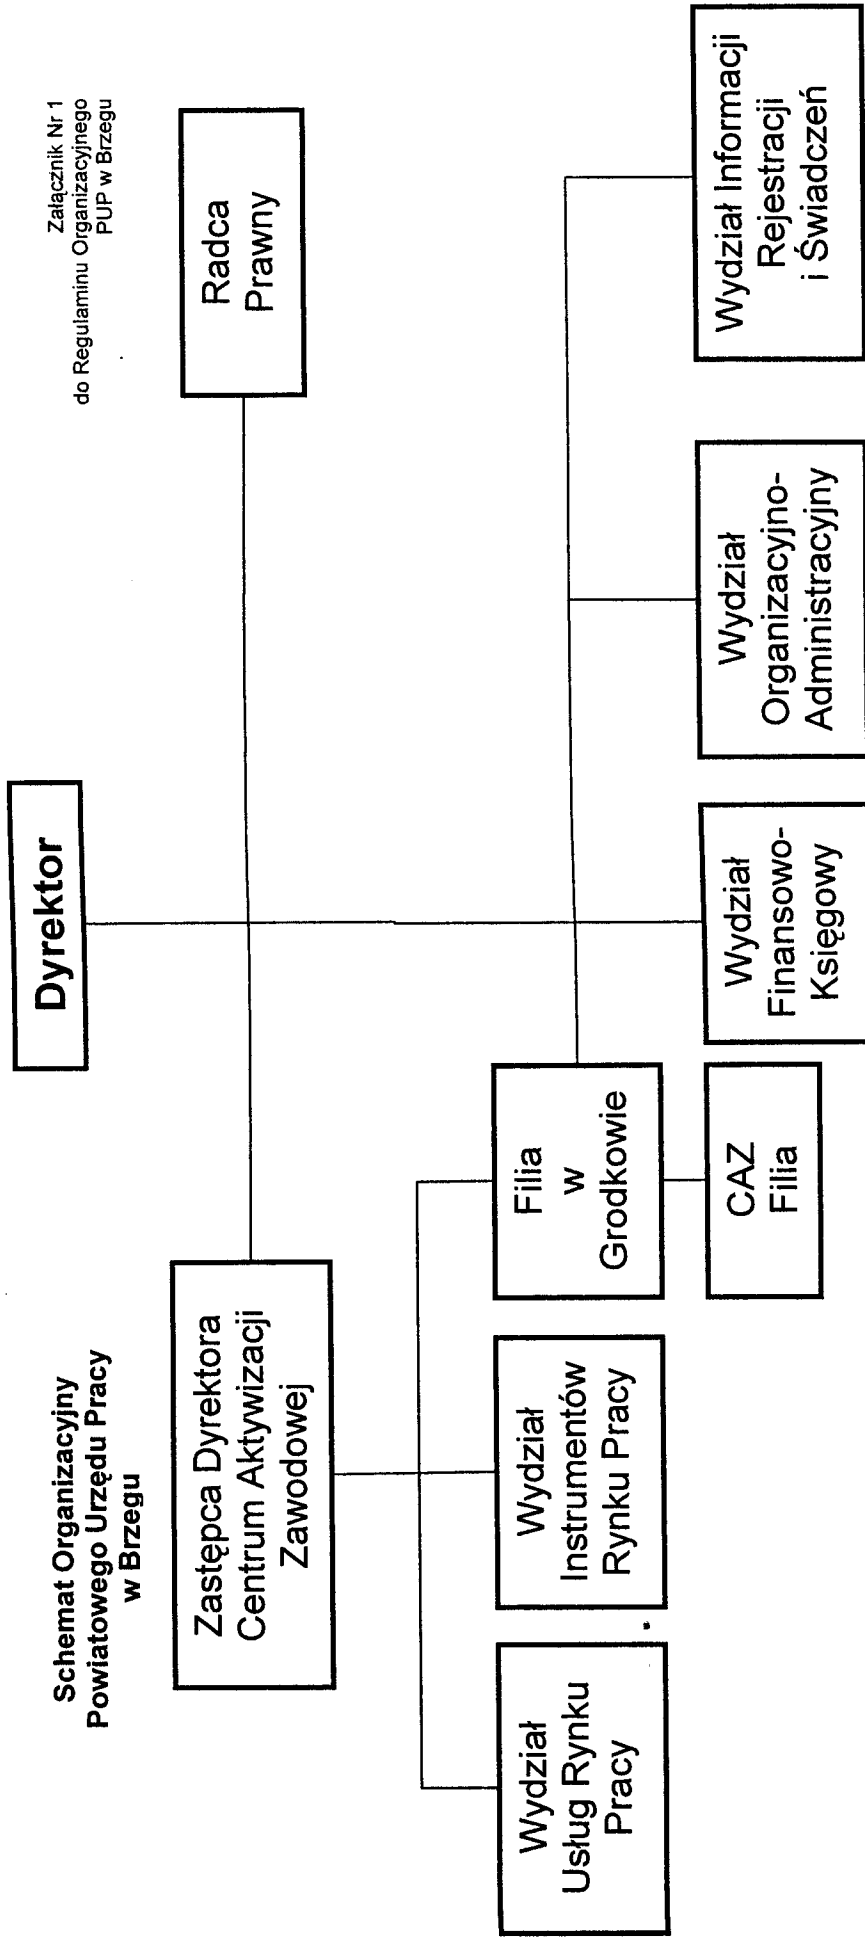 Załącznik Nr 1
do Regulaminu Organizacyjnego
PUP w Brzegu
Schemat Organizacyjny
Powiatowego Urzędu Pracy
w Brzegu
Dyrektor
Zastępca Dyrektora
Centrum Aktywizacji
Zawodowej
Radca
Prawny
Wydział
Usług Rynku
Pracy
Wydział
Instrumentów
Rynku Pracy
Filia
w
Grodkowie
CAZ
Filia
Wydział
Finansowo-
Księgowy
Wydział
Organizacyjno-
Administracyjny
Wydział Informacji
Rejestracji
i Świadczeń